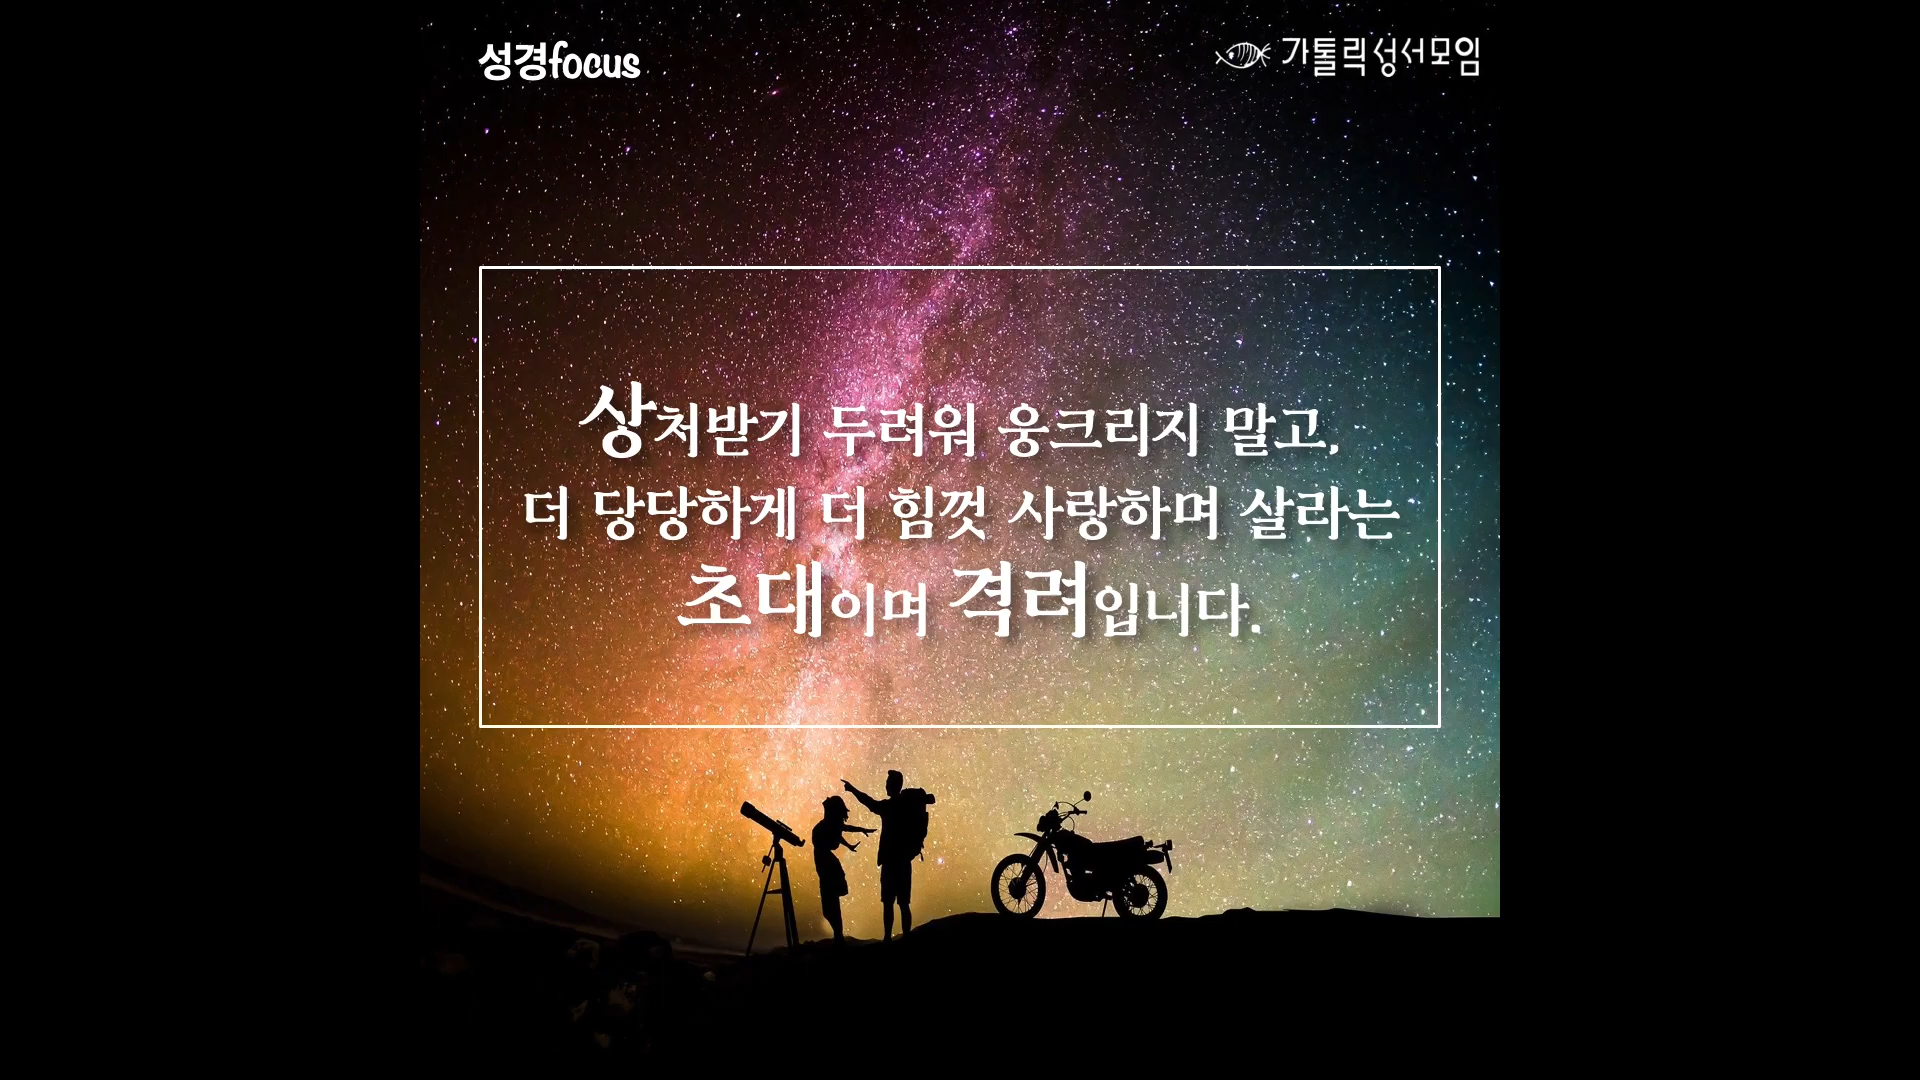 성경focus
가톨릭성서모임
상처받기 두려워 웅크리지 말고,
더 당당하게 더 힘껏 사랑하며 살라는
초대이며 격려입니다.